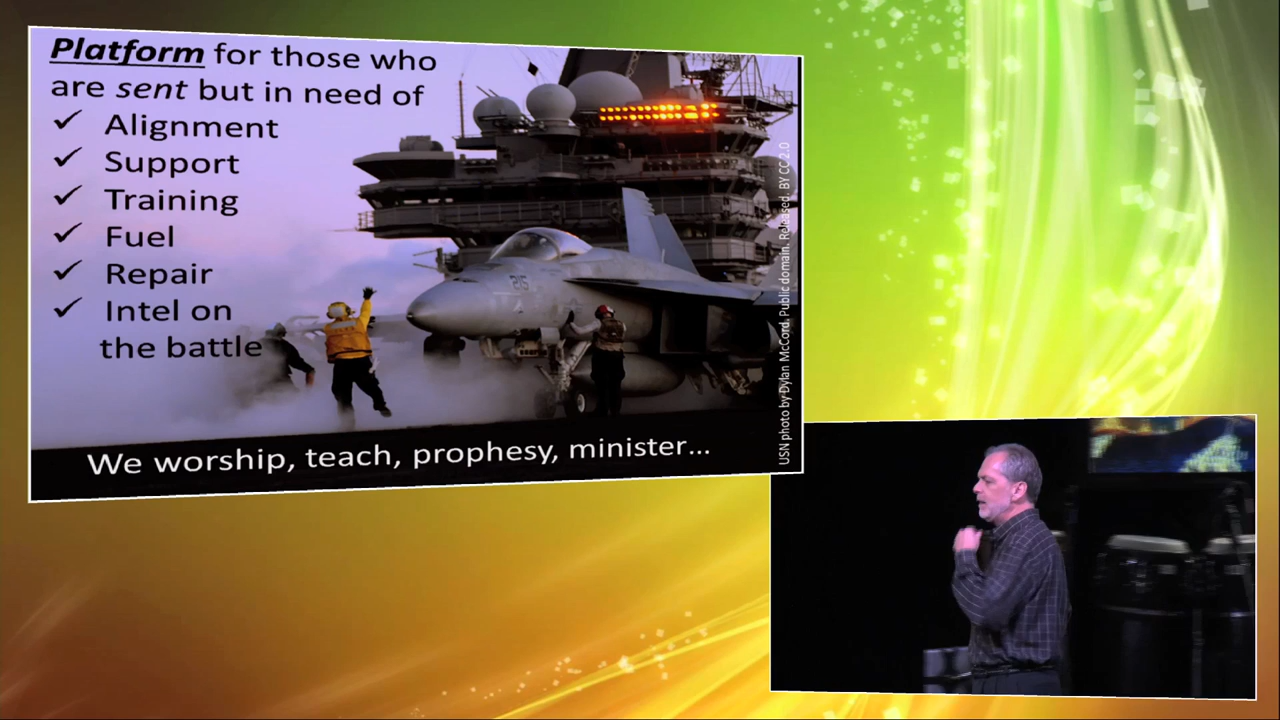 Platform for those who
are sent but in need of
✓ Alignment
✓ Support
✓ Training
✓ Fuel
✓ Repair
✓ Intel on
the battle
215
USN photo by Dylan McCord. Public domain. Released. BY CC 2.0
We worship, teach, prophesy, minister...